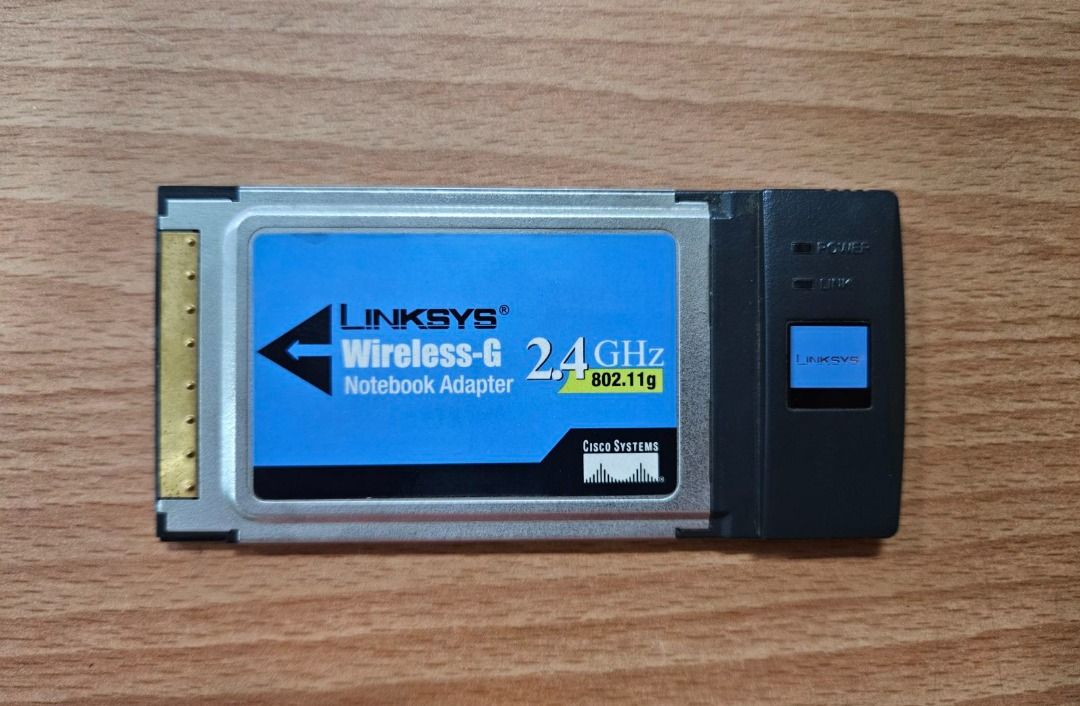 LINKSYS®
Wireless-G
Notebook Adapter
2.4 GHz
802.11g
CISCO SYSTEMS
®
POWER
LINK
LINKSYS